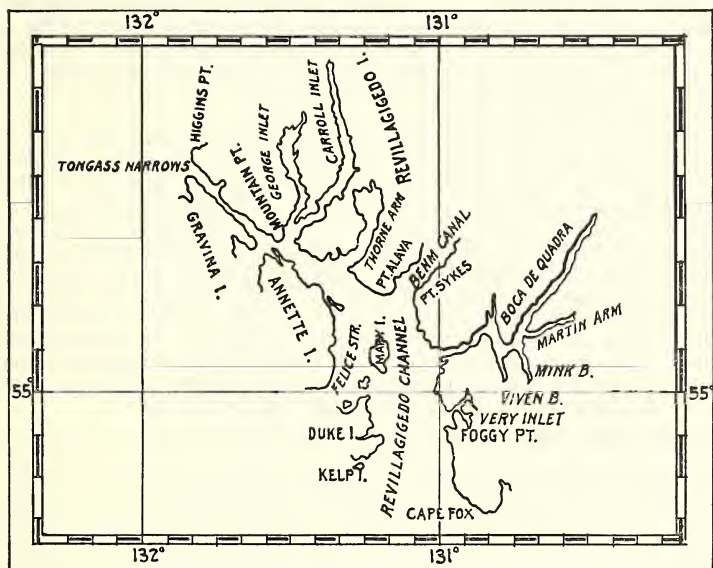 132°
131°
HIGGINS PT.
TONGASS NARROWS
MOUNTAIN PT.
GEORGE INLET
CARROLL INLET
REVILLAGIGEDO I.
GRAVINA I.
THORNE ARM
PT. ALAVA
BEHM CANAL
PT. SYKES
BOCA DE QUADRA
ANNETTE I.
MARTIN ARM
FELICE STR.
MARY I.
REVILLAGIGEDO CHANNEL
MINK B.
55°
55°
VIVEN B.
VERY INLET
DUKE I.
FOGGY PT.
KELP I.
CAPE FOX
132°
131°